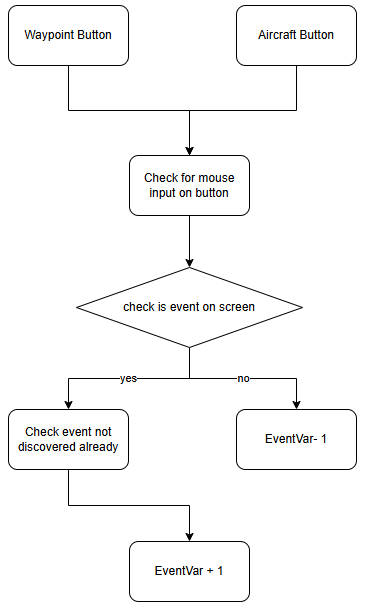 Waypoint Button
Aircraft Button
Check for mouse
input on button
check is event on screen
yes
no
Check event not
discovered already
EventVar- 1
EventVar + 1